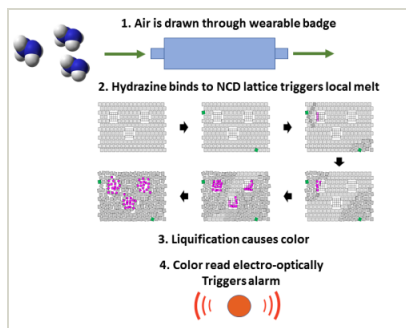 1. Air is drawn through wearable badge
2. Hydrazine binds to NCD lattice triggers local melt
3. Liquification causes color
4. Color read electro-optically
Triggers alarm